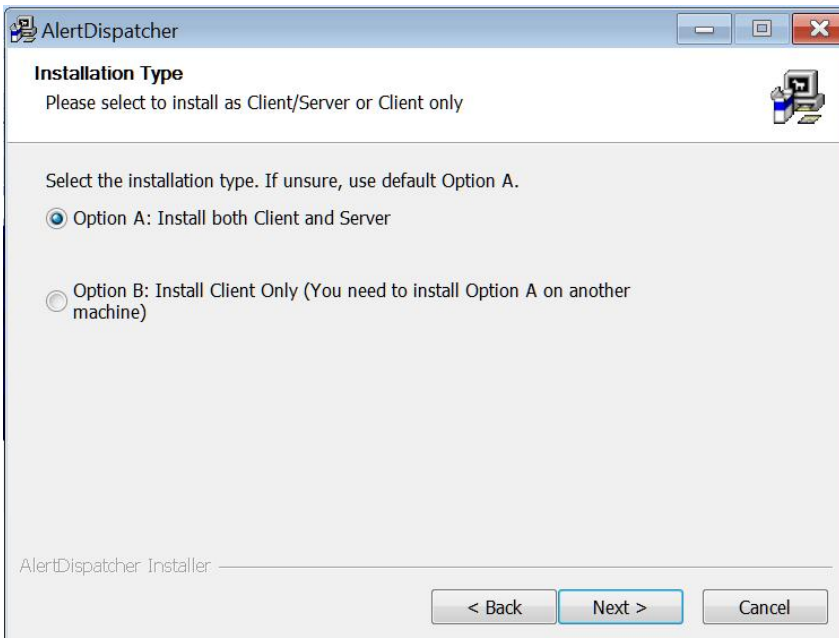 AlertDispatcher
Installation Type
Please select to install as Client/Server or Client only
Select the installation type. If unsure, use default Option A.
Option A: Install both Client and Server
Option B: Install Client Only (You need to install Option A on another
machine)
AlertDispatcher Installer
< Back
Next >
Cancel